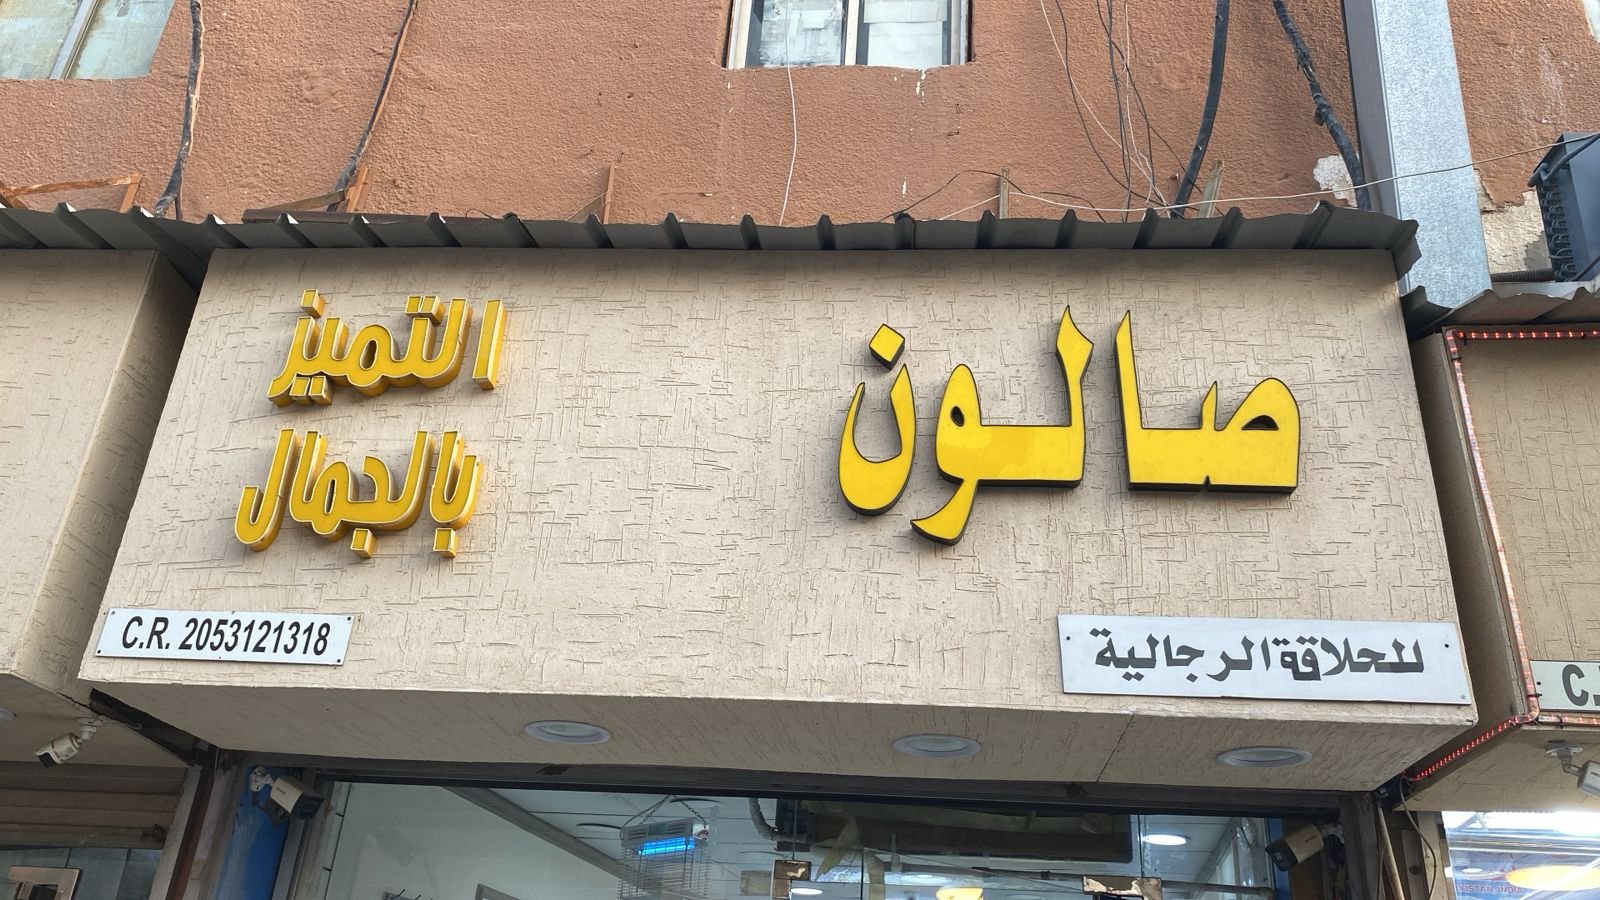 صالون
التميز
بالجمال
للحلاقة الرجالية
C.R. 2053121318
C.